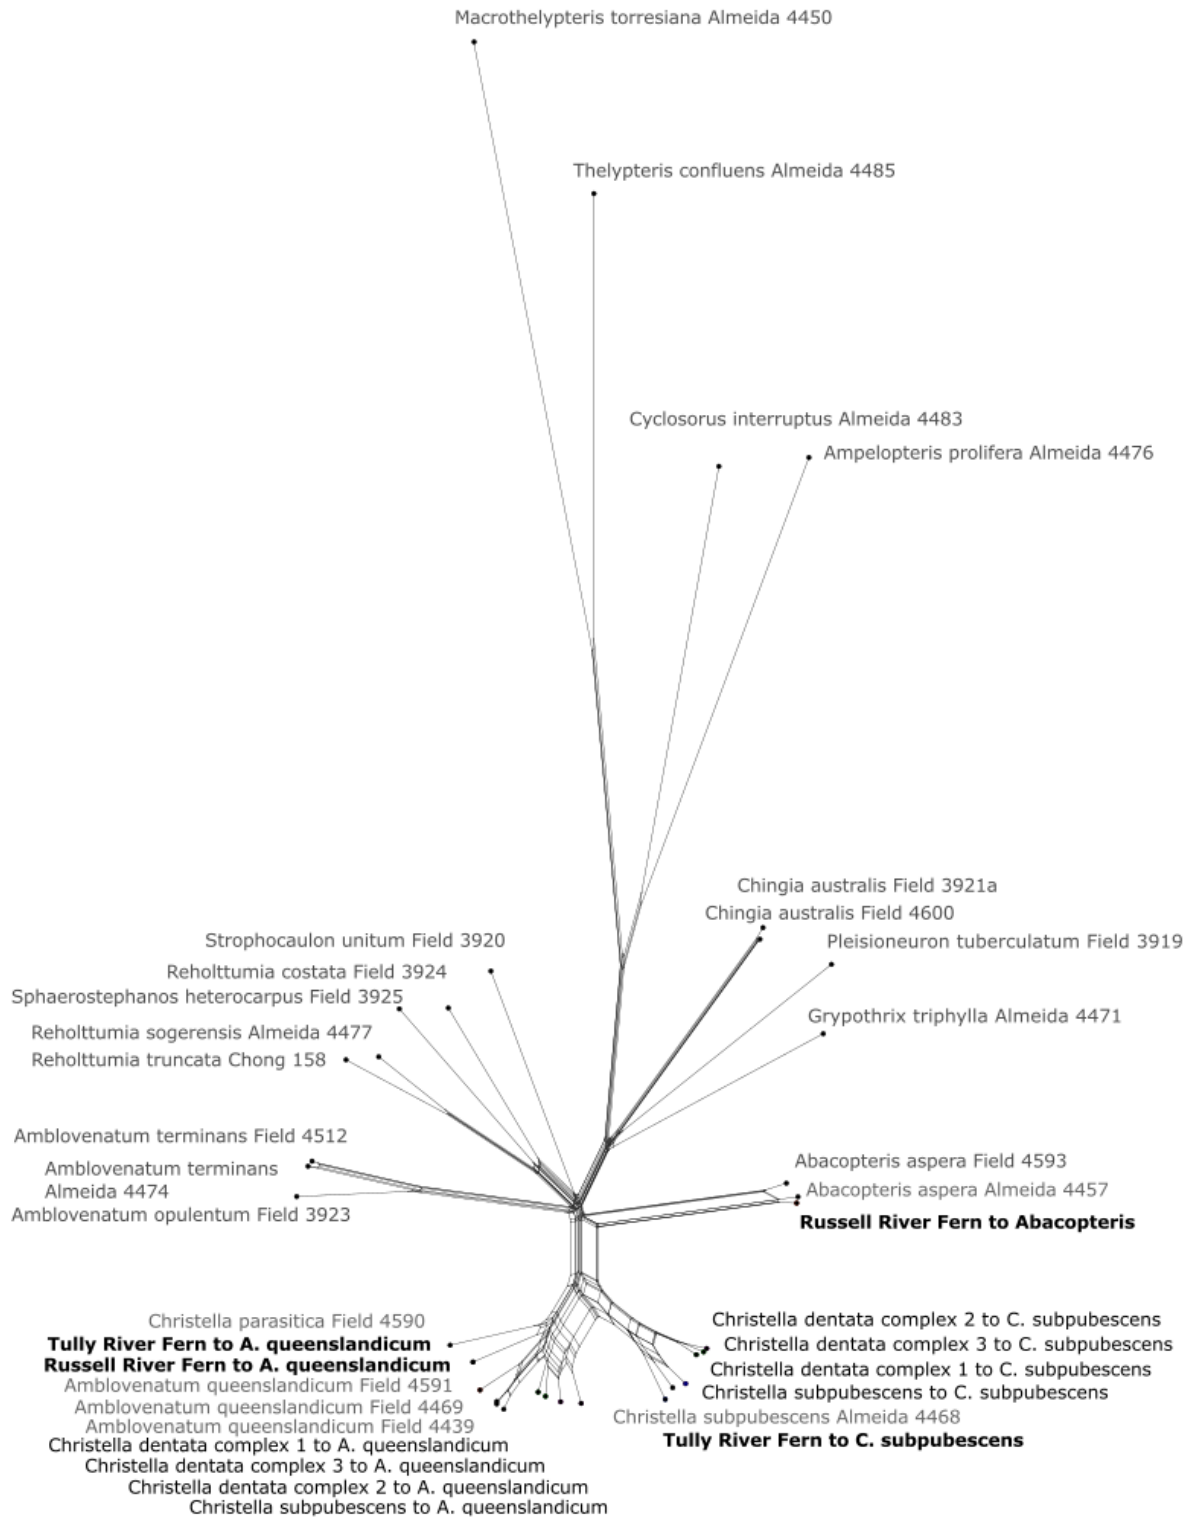 Macrothelypteris torresiana Almeida 4450
Thelypteris confluens Almeida 4485
Cyclosorus interruptus Almeida 4483
Ampelopteris prolifera Almeida 4476
Chingia australis Field 3921a
Chingia australis Field 4600
Strophocaulon unitum Field 3920
Pleisioneuron tuberculatum Field 3919
Reholttumia costata Field 3924
Sphaerostephanos heterocarpus Field 3925
Grypothrix triphylla Almeida 4471
Reholttumia sogerensis Almeida 4477
Reholttumia truncata Chong 158
Amblovenatum terminans Field 4512
Amblovenatum terminans
Almeida 4474
Amblovenatum opulentum Field 3923
Abacopteris aspera Field 4593
Abacopteris aspera Almeida 4457
Russell River Fern to Abacopteris
Christella parasitica Field 4590
Tully River Fern to A. queenslandicum
Russell River Fern to A. queenslandicum
Amblovenatum queenslandicum Field 4591
Amblovenatum queenslandicum Field 4469
Amblovenatum queenslandicum Field 4439
Christella dentata complex 1 to A. queenslandicum
Christella dentata complex 3 to A. queenslandicum
Christella dentata complex 2 to A. queenslandicum
Christella subpubescens to A. queenslandicum
Christella dentata complex 2 to C. subpubescens
Christella dentata complex 3 to C. subpubescens
Christella dentata complex 1 to C. subpubescens
Christella subpubescens to C. subpubescens
Christella subpubescens Almeida 4468
Tully River Fern to C. subpubescens